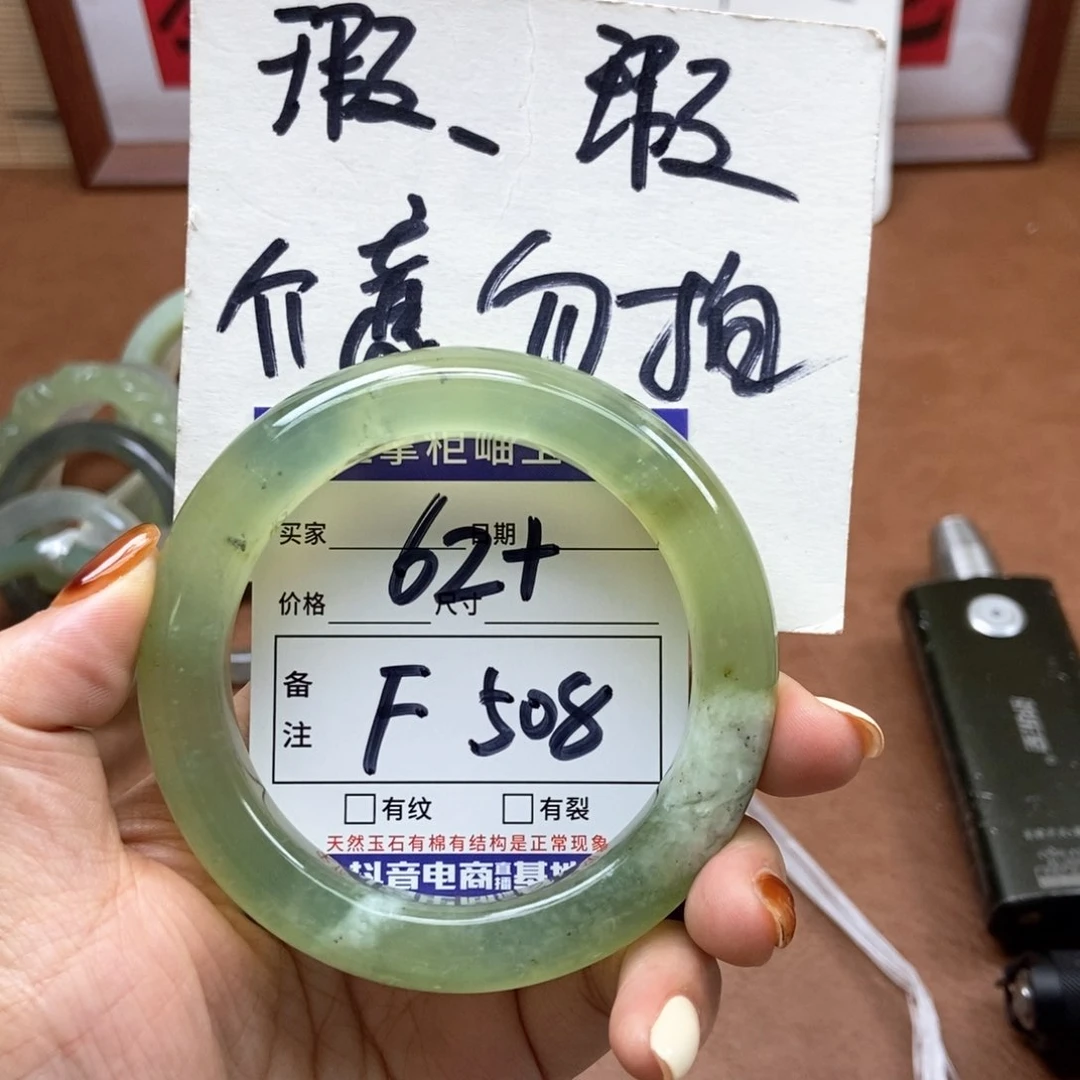 瑕、瑕
介意勿拍
掌柜岫玉
买家 62+ 日期
价格 尺寸
备注 F 508
□有纹 □有裂
天然玉石有棉有结构是正常现象
抖音电商直播基地